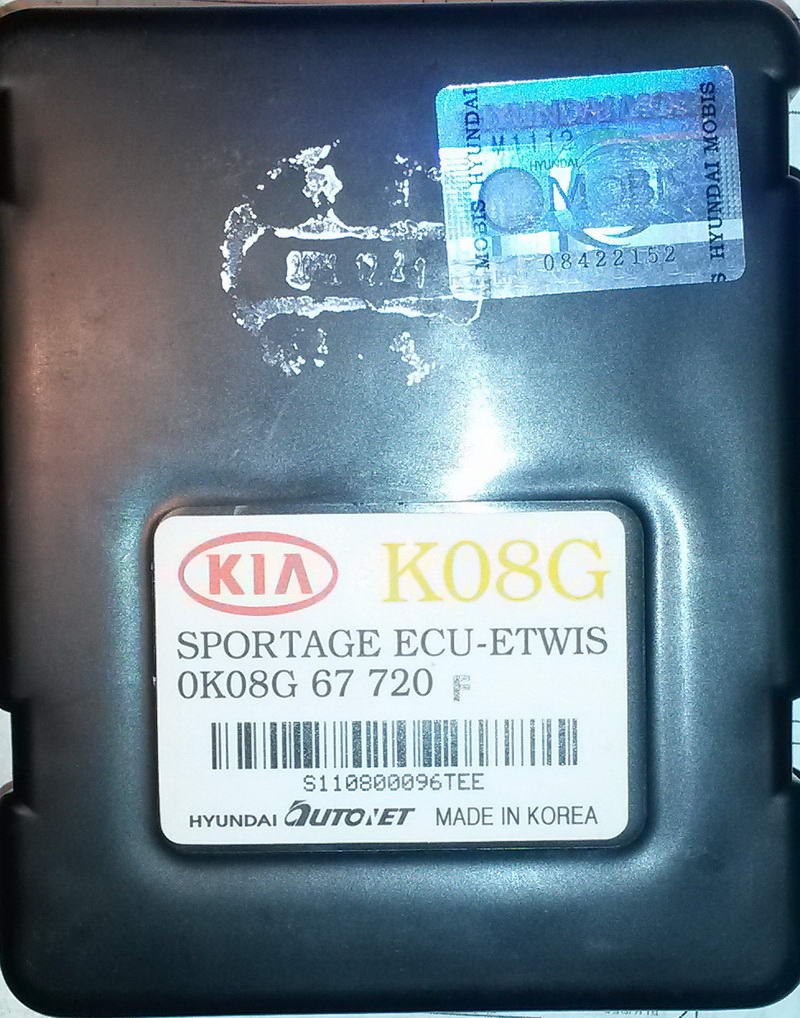 HYUNDAI MOBIS
M111
HYUNDAI
MOBIS
MOBIS HYUNDAI
S HYUNDAI MOBIS
08422152
KIA K08G
SPORTAGE ECU-ETWIS
0K08G 67 720 F
S110800096TEE
HYUNDAI AUTONET MADE IN KOREA